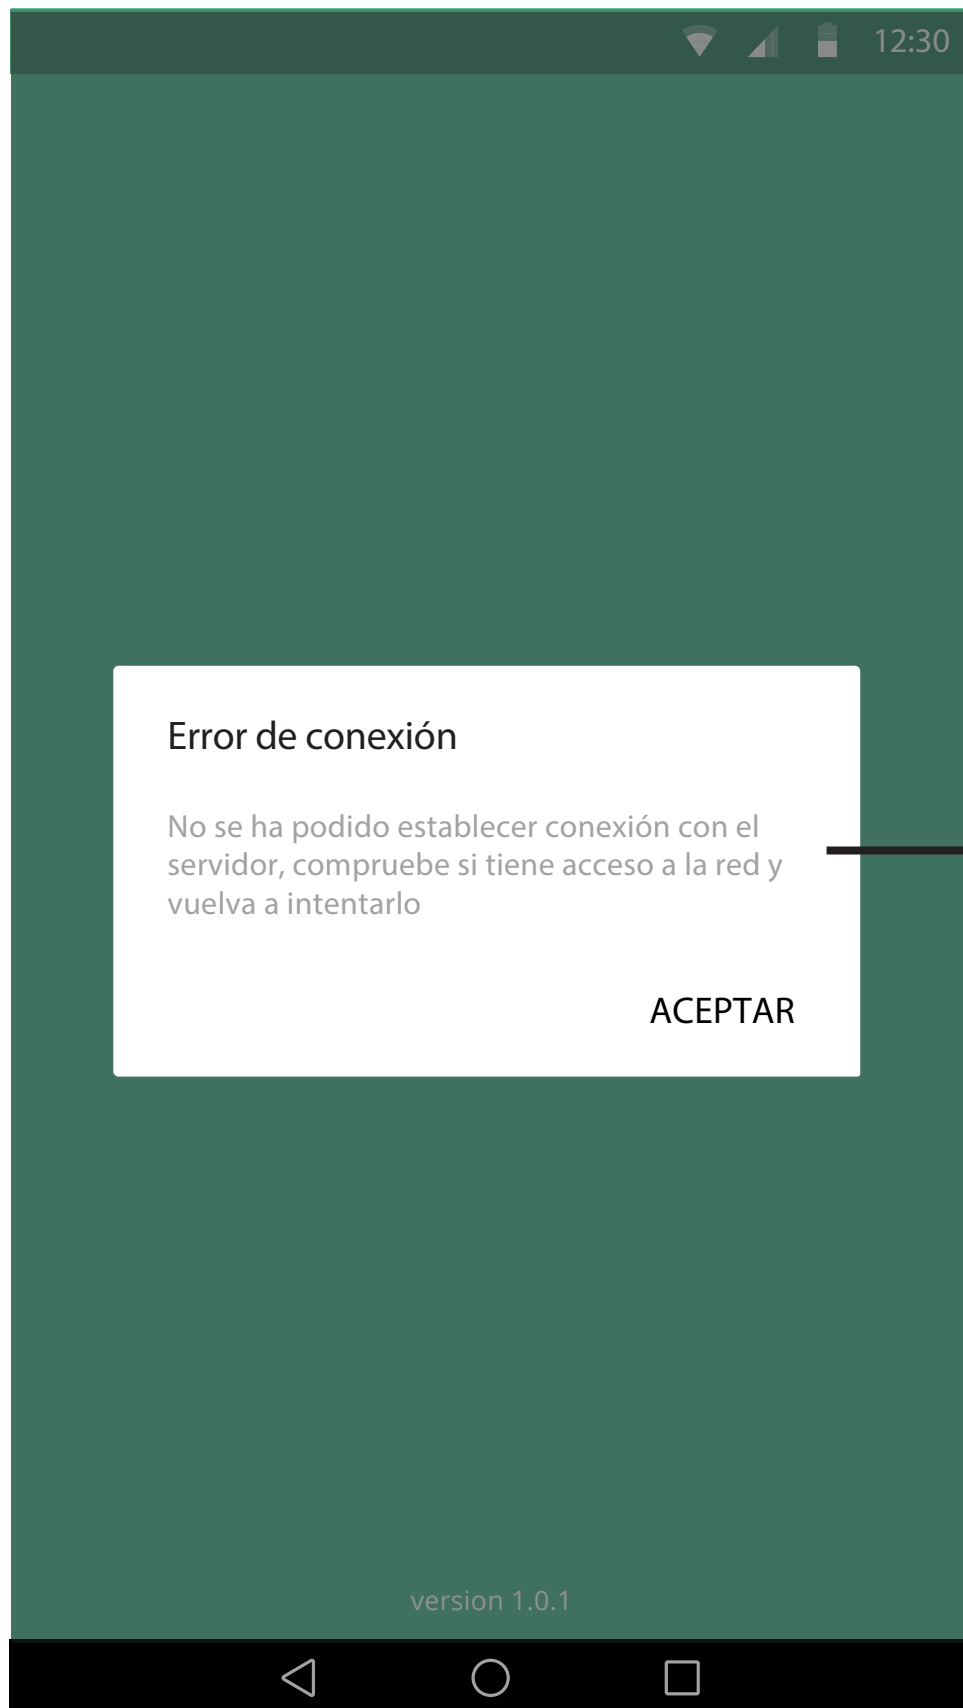 12:30
Error de conexión
No se ha podido establecer conexión con el
servidor, compruebe si tiene acceso a la red y
vuelva a intentarlo
ACEPTAR
version 1.0.1